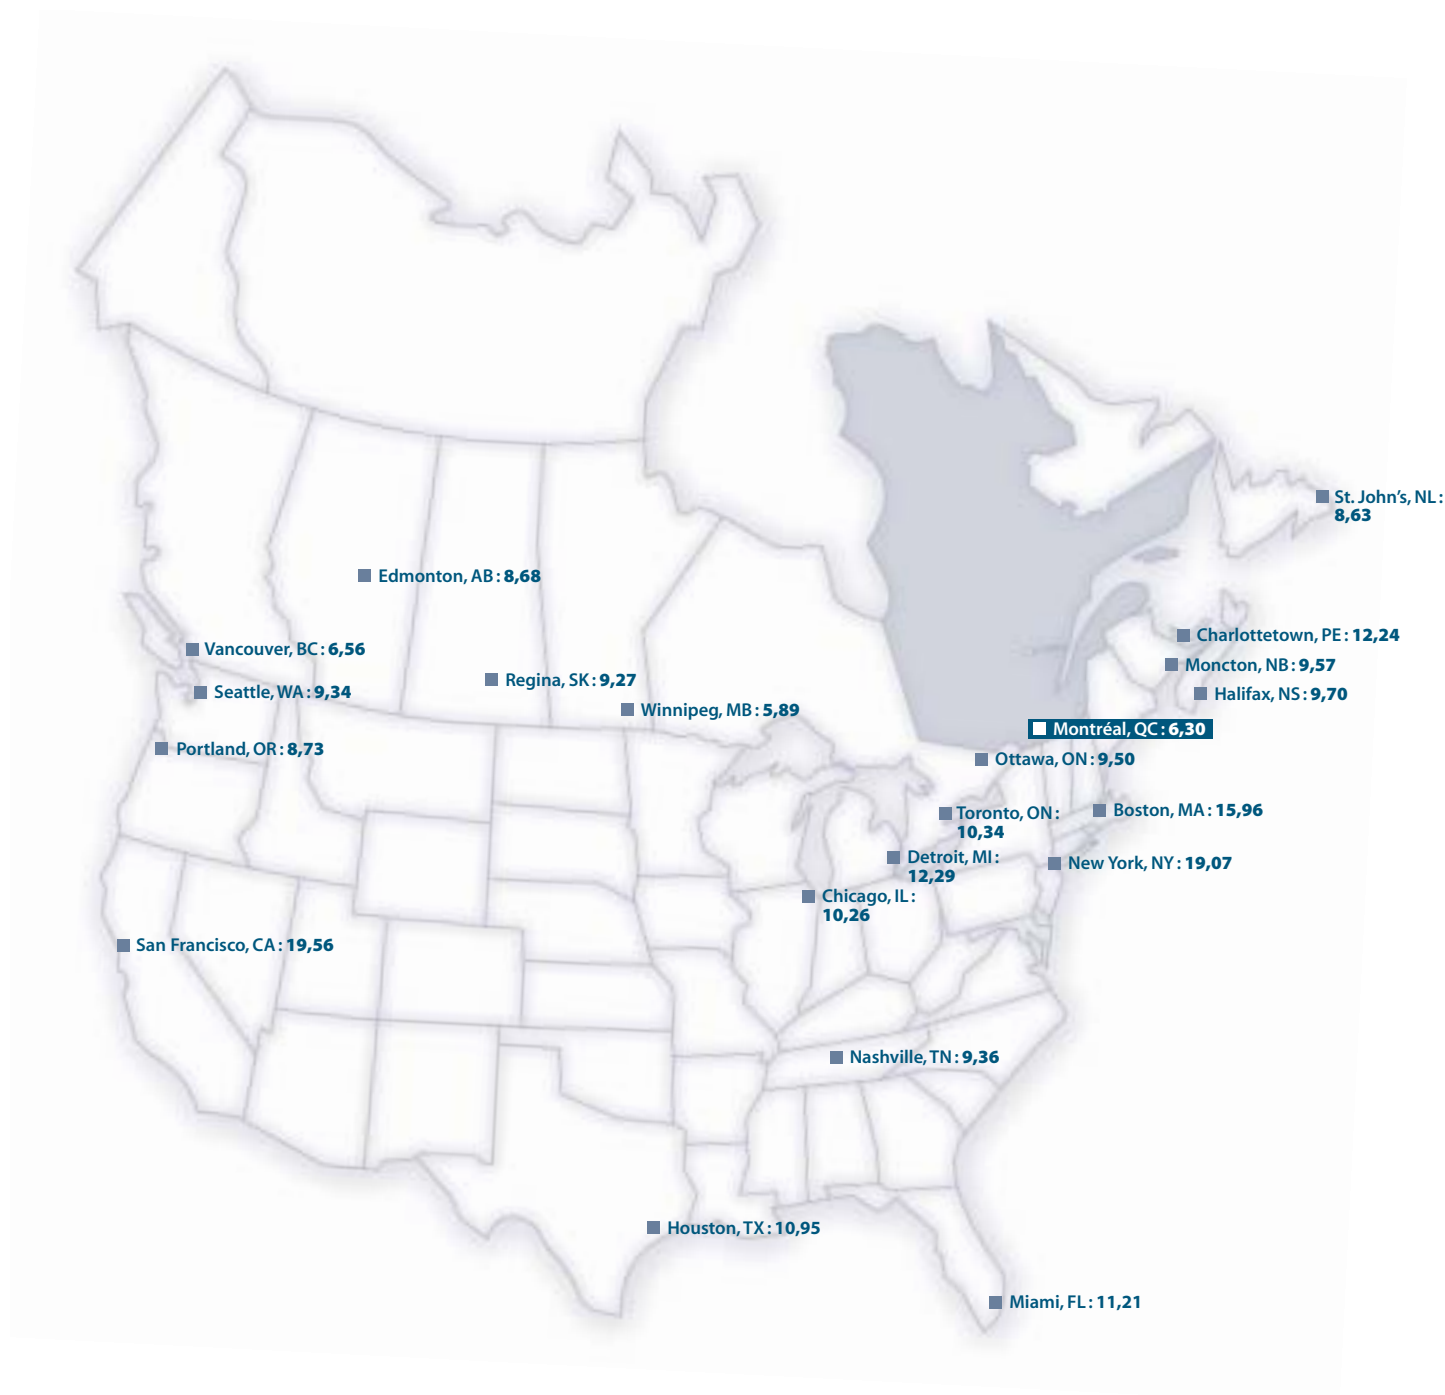 St. John’s, NL :
8,63
Edmonton, AB : 8,68
Charlottetown, PE : 12,24
Vancouver, BC : 6,56
Moncton, NB : 9,57
Regina, SK : 9,27
Seattle, WA : 9,34
Halifax, NS : 9,70
Winnipeg, MB : 5,89
Montréal, QC : 6,30
Portland, OR : 8,73
Ottawa, ON : 9,50
Toronto, ON :
10,34
Boston, MA : 15,96
Detroit, MI :
12,29
New York, NY : 19,07
Chicago, IL :
10,26
San Francisco, CA : 19,56
Nashville, TN : 9,36
Houston, TX : 10,95
Miami, FL : 11,21